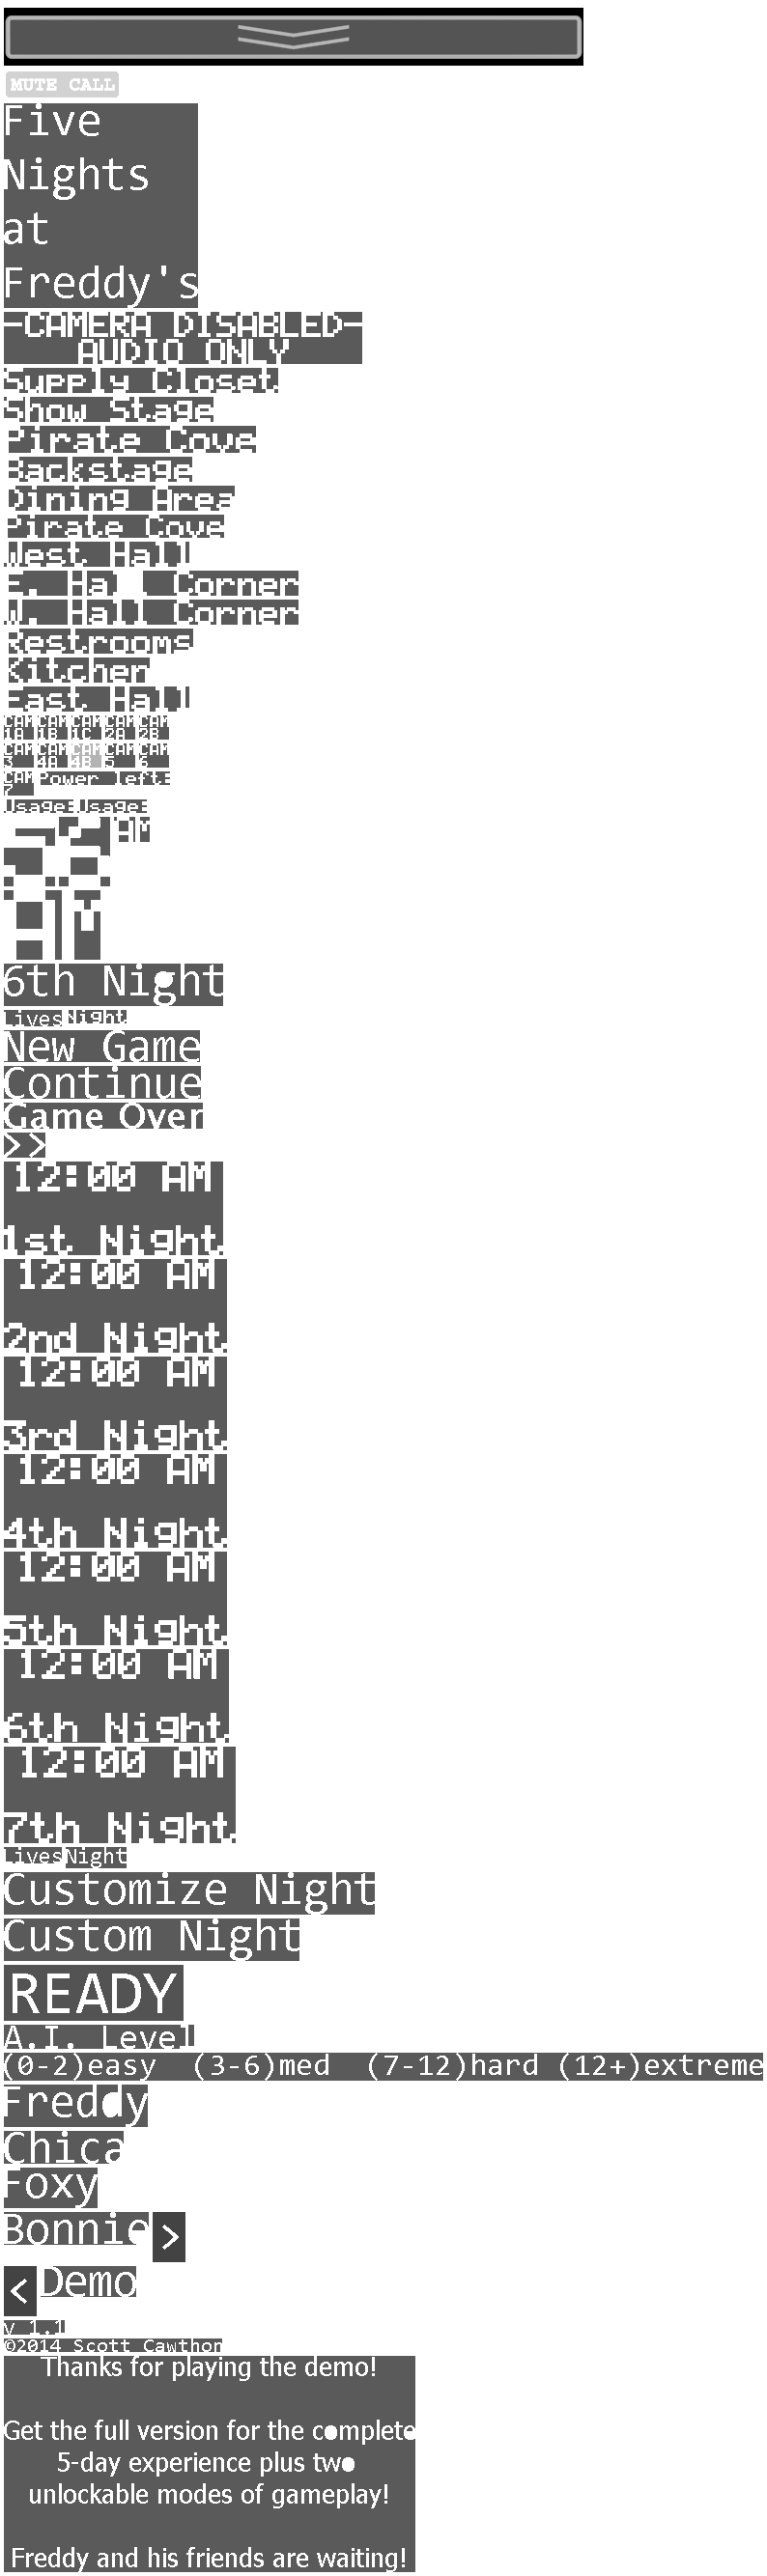 MUTE CALL
Five
Nights
at
Freddy's
-CAMERA DISABLED-
AUDIO ONLY
Supply Closet
Show Stage
Pirate Cove
Backstage
Dining Area
Pirate Cove
West Hall
E. Hall Corner
W. Hall Corner
Restrooms
Kitchen
East Hall
CAM 1A CAM 1B CAM 1C CAM 2A CAM 2B
CAM 3 CAM 4A CAM 4B CAM 5 CAM 6
CAM 7 Power left:
Usage: Usage:
AM
6th Night
Lives Night
New Game
Continue
Game Over
>>
12:00 AM
1st Night
12:00 AM
2nd Night
12:00 AM
3rd Night
12:00 AM
4th Night
12:00 AM
5th Night
12:00 AM
6th Night
12:00 AM
7th Night
Lives Night
Customize Night
Custom Night
READY
A.I. Level
(0-2)easy (3-6)med (7-12)hard (12+)extreme
Freddy
Chica
Foxy
Bonnie >
< Demo
v 1.1
©2014 Scott Cawthon
Thanks for playing the demo!
Get the full version for the complete
5-day experience plus two
unlockable modes of gameplay!
Freddy and his friends are waiting!